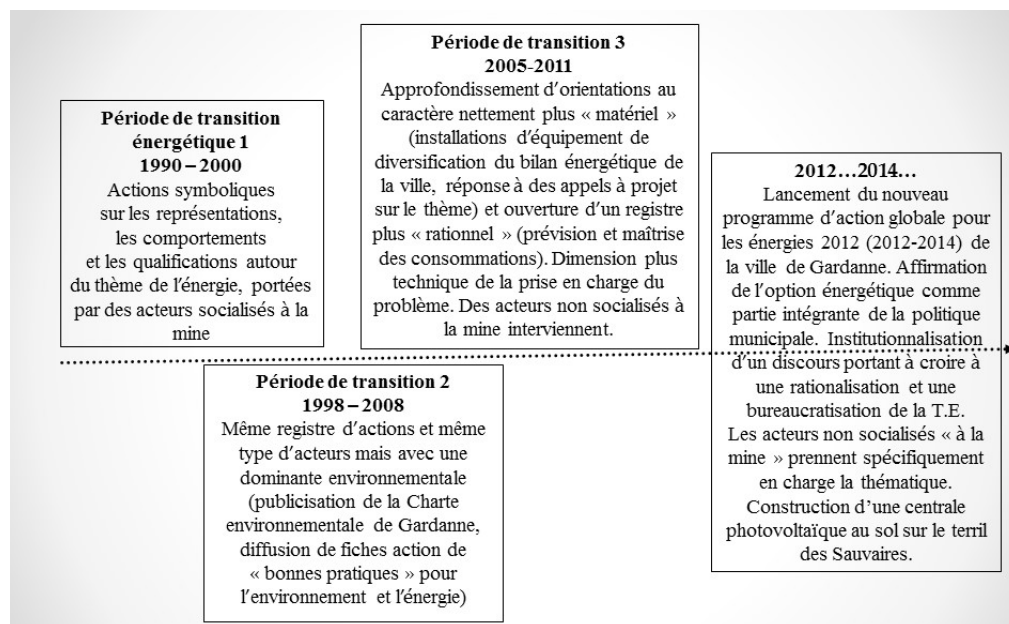 Période de transition
énergétique 1
1990 – 2000
Actions symboliques
sur les représentations,
les comportements
et les qualifications autour
du thème de l’énergie, portées
par des acteurs socialisés à la
mine
Période de transition 2
1998 – 2008
Même registre d’actions et même
type d’acteurs mais avec une
dominante environnementale
(publicisation de la Charte
environnementale de Gardanne,
diffusion de fiches action de
« bonnes pratiques » pour
l’environnement et l’énergie)
Période de transition 3
2005-2011
Approfondissement d’orientations au
caractère nettement plus « matériel »
(installations d’équipement de
diversification du bilan énergétique de
la ville, réponse à des appels à projet
sur le thème) et ouverture d’un registre
plus « rationnel » (prévision et maîtrise
des consommations). Dimension plus
technique de la prise en charge du
problème. Des acteurs non socialisés à
la mine interviennent.
2012…2014…
Lancement du nouveau
programme d’action globale pour
les énergies 2012 (2012-2014) de
la ville de Gardanne. Affirmation
de l’option énergétique comme
partie intégrante de la politique
municipale. Institutionnalisation
d’un discours portant à croire à
une rationalisation et une
bureaucratisation de la T.E.
Les acteurs non socialisés « à la
mine » prennent spécifiquement
en charge la thématique.
Construction d’une centrale
photovoltaïque au sol sur le terril
des Sauvaires.